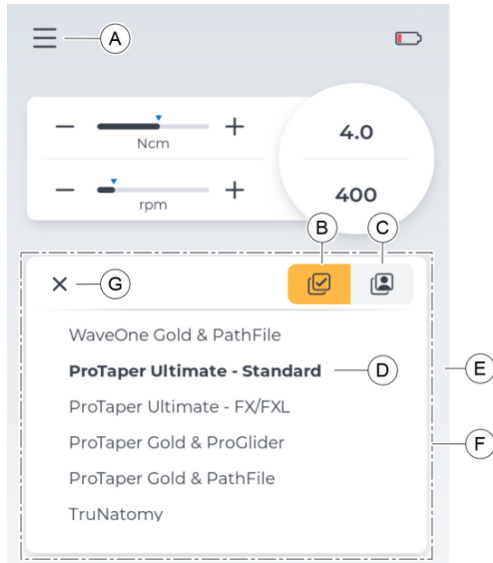 A
Ncm
4.0
rpm
400
B
C
G
WaveOne Gold & PathFile
ProTaper Ultimate - Standard
D
E
ProTaper Ultimate - FX/FXL
ProTaper Gold & ProGlider
F
ProTaper Gold & PathFile
TruNatomy